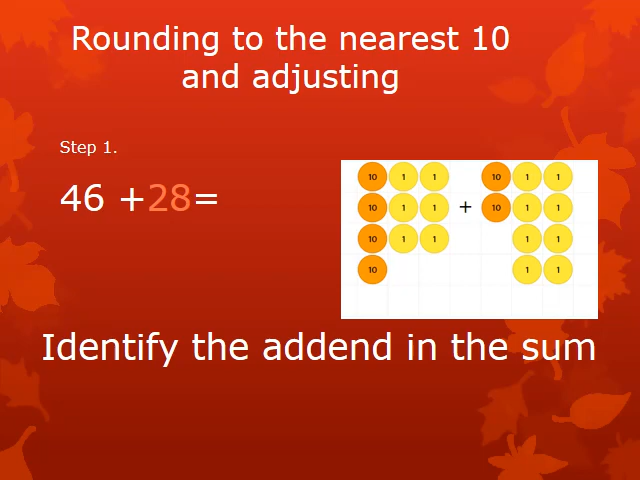 Rounding to the nearest 10
and adjusting
Step 1.
46 +28=
10 1 1 10 1 1
10 1 1 + 10 1 1
10 1 1 1 1
10 1 1
Identify the addend in the sum